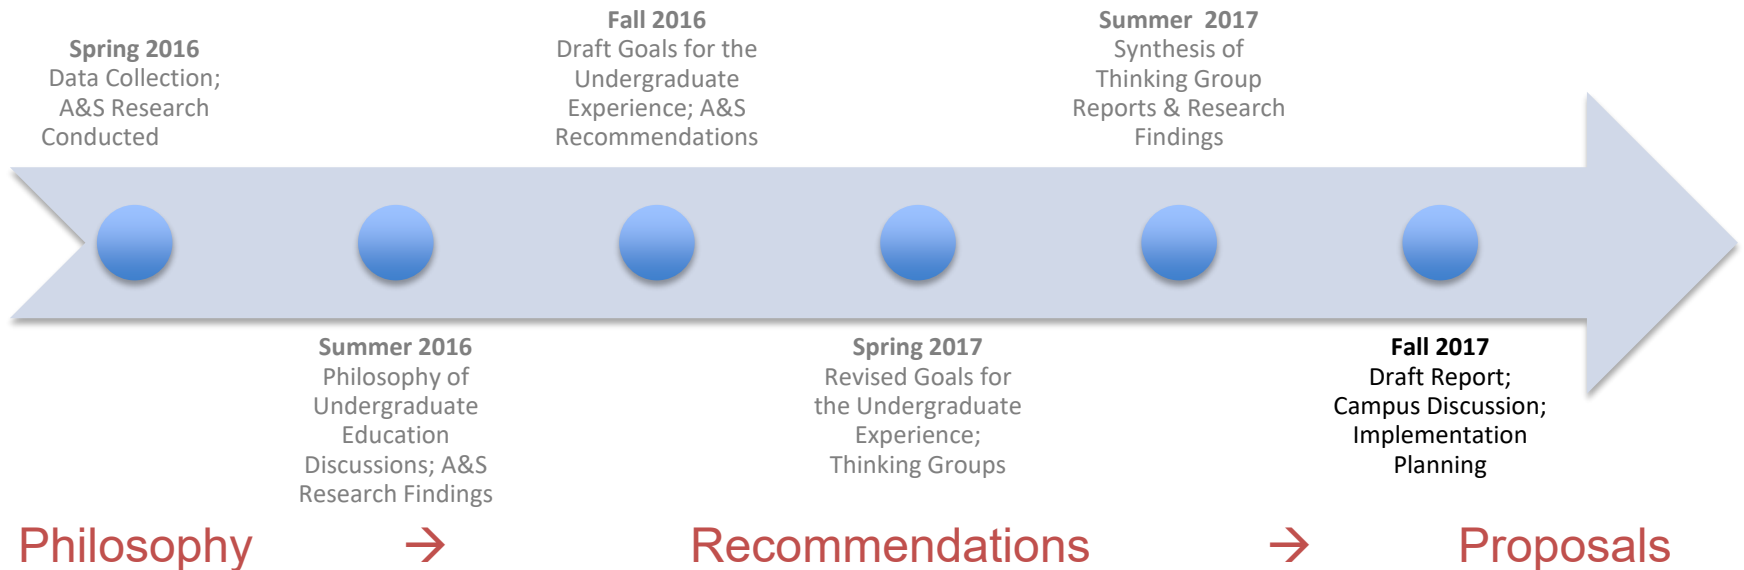 Spring 2016
Data Collection;
A&S Research
Conducted
Summer 2016
Philosophy of
Undergraduate
Education
Discussions; A&S
Research Findings
Fall 2016
Draft Goals for the
Undergraduate
Experience; A&S
Recommendations
Spring 2017
Revised Goals for
the Undergraduate
Experience;
Thinking Groups
Summer 2017
Synthesis of
Thinking Group
Reports & Research
Findings
Fall 2017
Draft Report;
Campus Discussion;
Implementation
Planning
Philosophy → Recommendations → Proposals